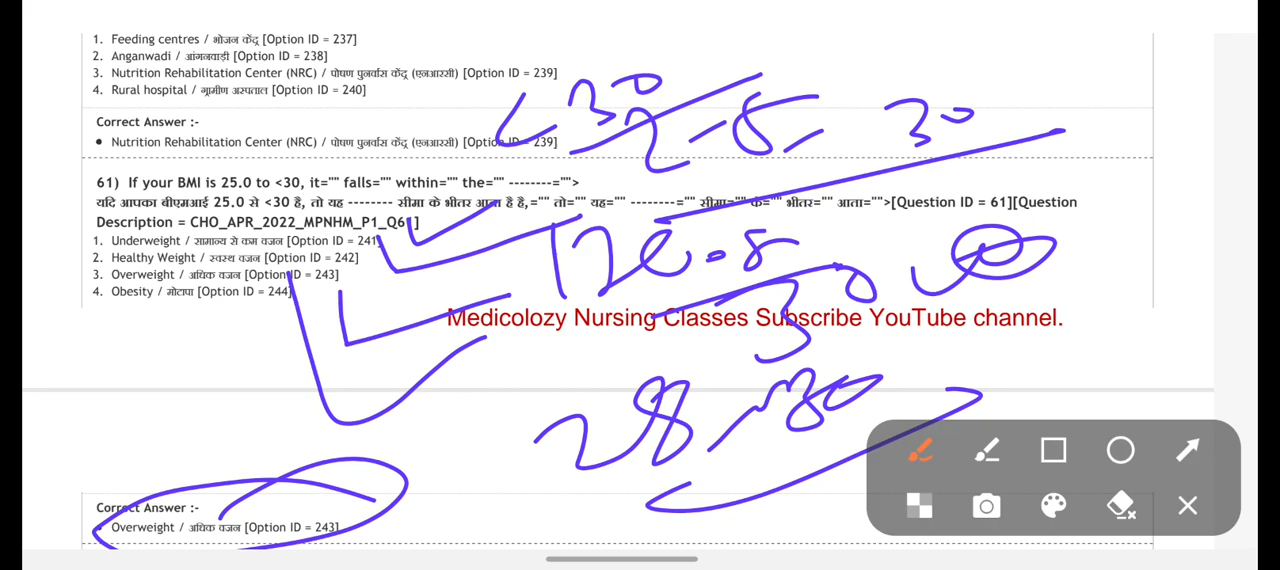 1. Feeding centres / भोजन केंद्र [Option ID = 237]
2. Anganwadi / आंगनवाड़ी [Option ID = 238]
3. Nutrition Rehabilitation Center (NRC) / पोषण पुनर्वास केंद्र (एनआरसी) [Option ID = 239]
4. Rural hospital / ग्रामीण अस्पताल [Option ID = 240]
<30
Correct Answer :-
Nutrition Rehabilitation Center (NRC) / पोषण पुनर्वास केंद्र (एनआरसी) [Option ID = 239]
30
61) If your BMI is 25.0 to <30, it="" falls="" within="" the="" --------="">
यदि आपका बीएमआई 25.0 से <30 है, तो यह -------- सीमा के भीतर आता है है,="" तो="" यह="" --------="" सीमा="" के="" भीतर="" आता="">[Question ID = 61][Question
Description = CHO_APR_2022_MPNHM_P1_Q61]
1. Underweight / सामान्य से कम वजन [Option ID = 241]
2. Healthy Weight / स्वस्थ वजन [Option ID = 242]
3. Overweight / अधिक वजन [Option ID = 243]
4. Obesity / मोटापा [Option ID = 244]
Medicolozy Nursing Classes Subscribe YouTube channel.
28
30
Correct Answer :-
Overweight / अधिक वजन [Option ID = 243]